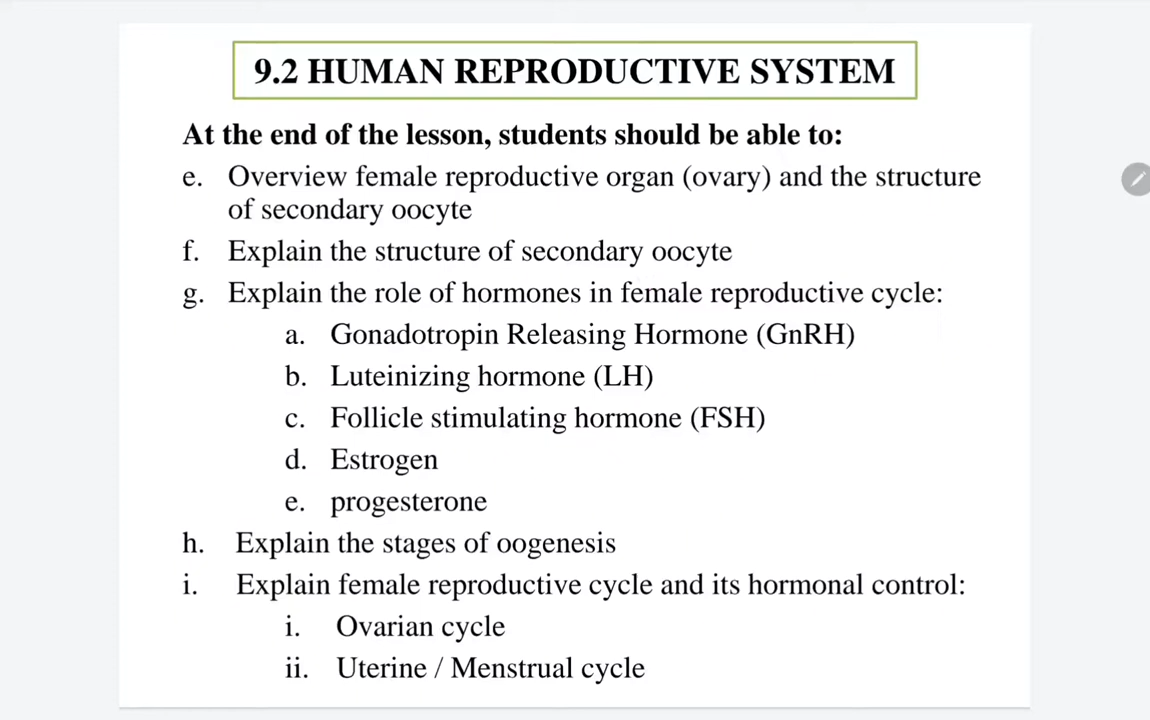 9.2 HUMAN REPRODUCTIVE SYSTEM
At the end of the lesson, students should be able to:
e. Overview female reproductive organ (ovary) and the structure
of secondary oocyte
f. Explain the structure of secondary oocyte
g. Explain the role of hormones in female reproductive cycle:
a. Gonadotropin Releasing Hormone (GnRH)
b. Luteinizing hormone (LH)
c. Follicle stimulating hormone (FSH)
d. Estrogen
e. progesterone
h. Explain the stages of oogenesis
i. Explain female reproductive cycle and its hormonal control:
i. Ovarian cycle
ii. Uterine / Menstrual cycle